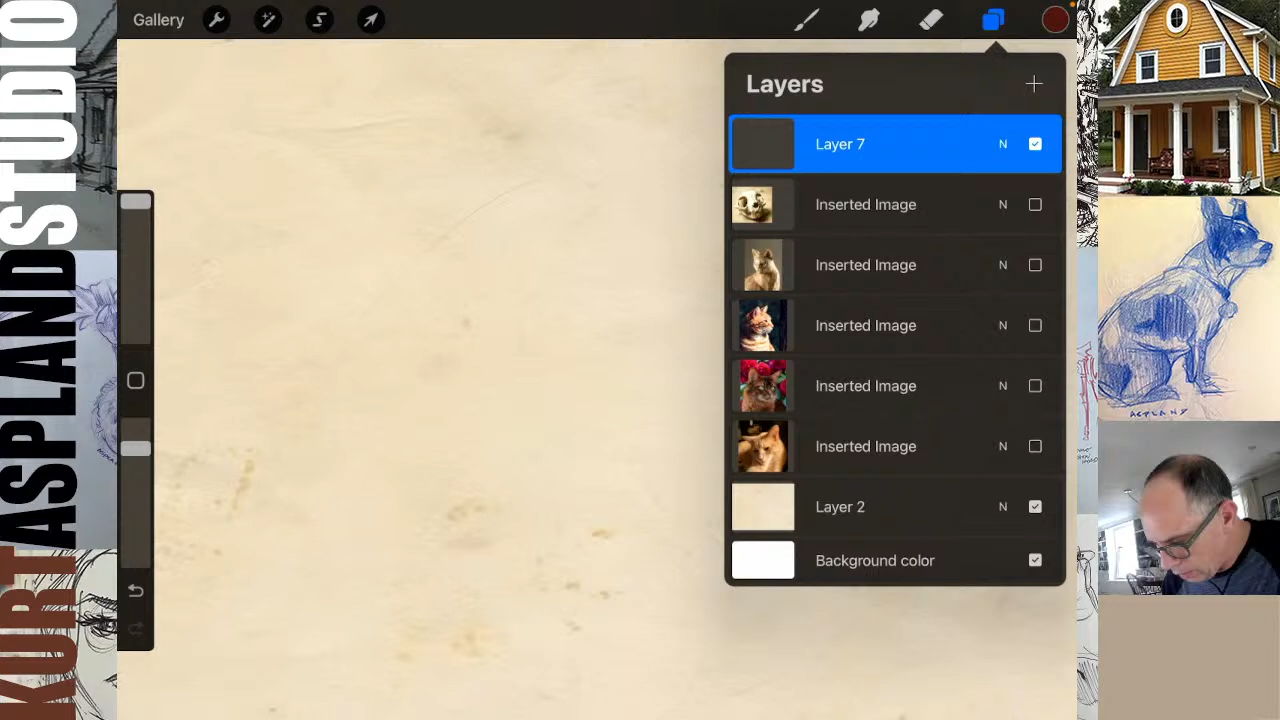 KURT ASPLAND STUDIO
Gallery
Layers
Layer 7 N
Inserted Image N
Inserted Image N
Inserted Image N
Inserted Image N
Inserted Image N
Layer 2 N
Background color
ASPLAND